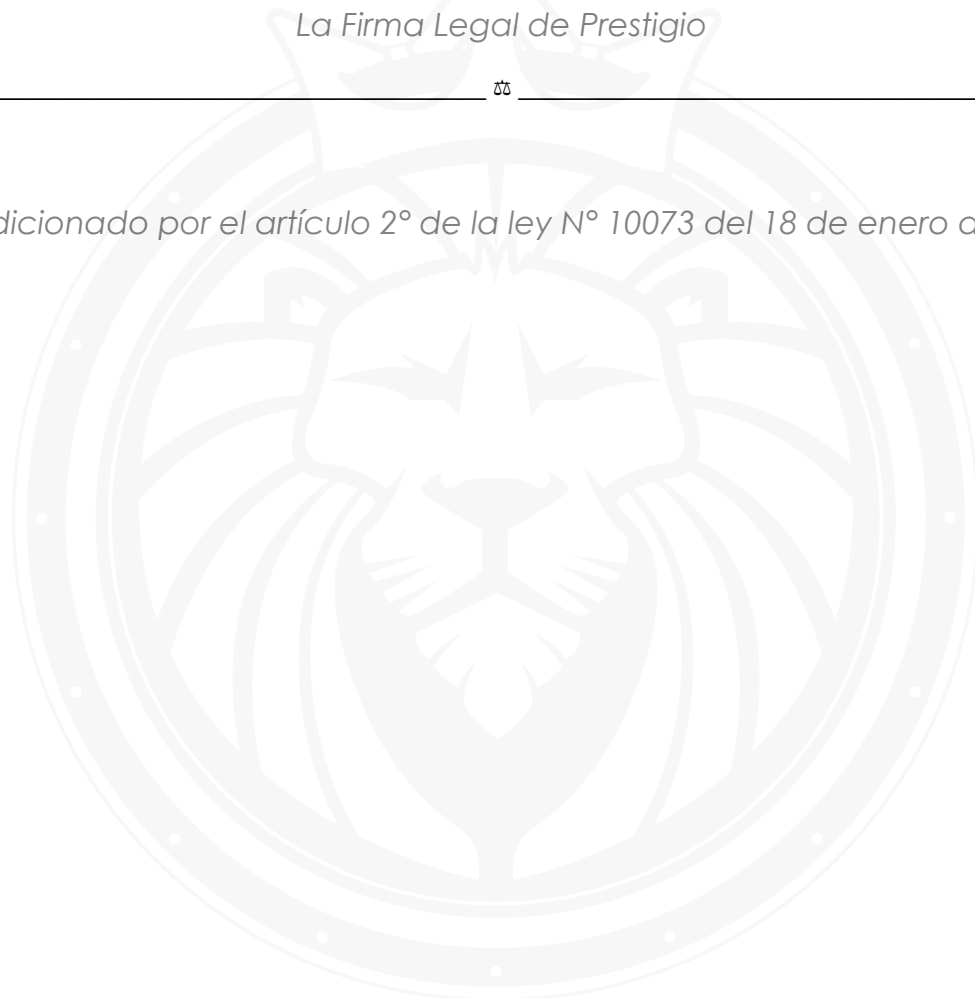 La Firma Legal de Prestigio
dicionado por el artículo 2° de la ley N° 10073 del 18 de enero